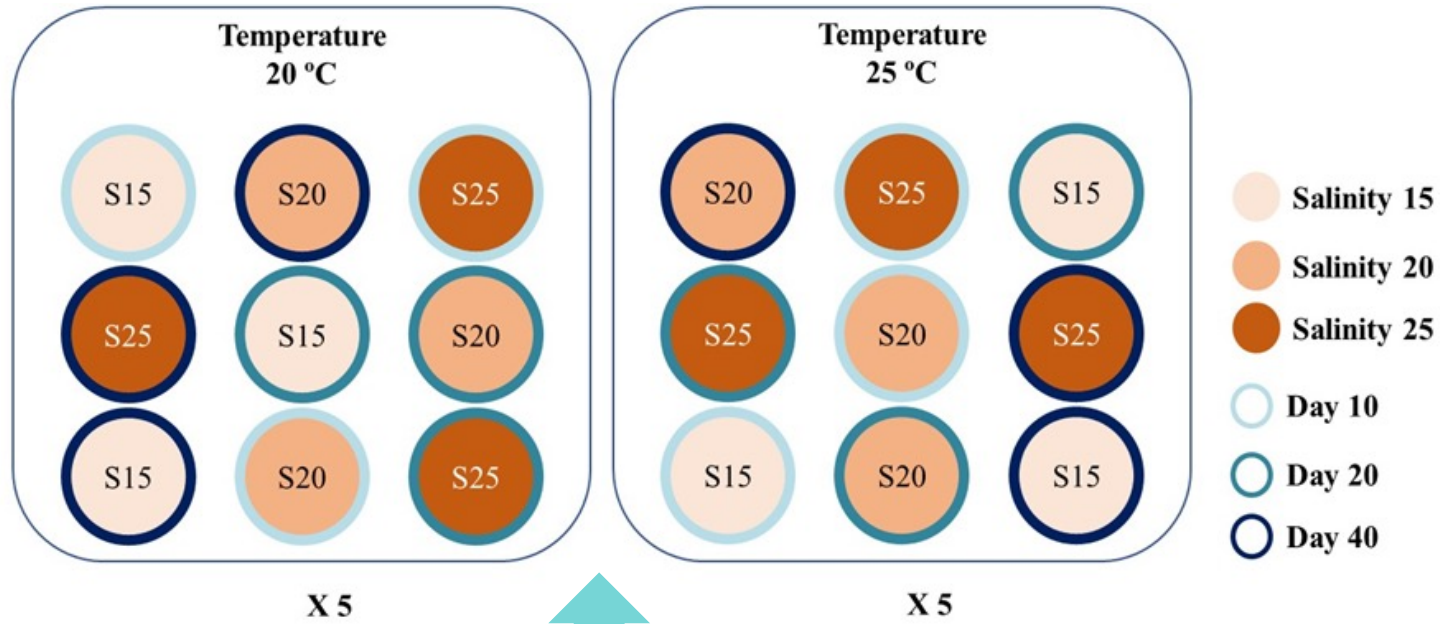 Temperature
20 ºC
S15 S20 S25
S25 S15 S20
S15 S20 S25
X 5
Temperature
25 ºC
S20 S25 S15
S25 S20 S25
S15 S20 S15
X 5
Salinity 15
Salinity 20
Salinity 25
Day 10
Day 20
Day 40